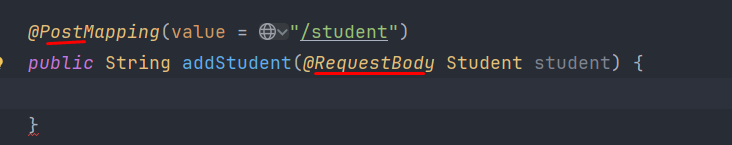 @PostMapping(value = "/student")
public String addStudent(@RequestBody Student student) {
}